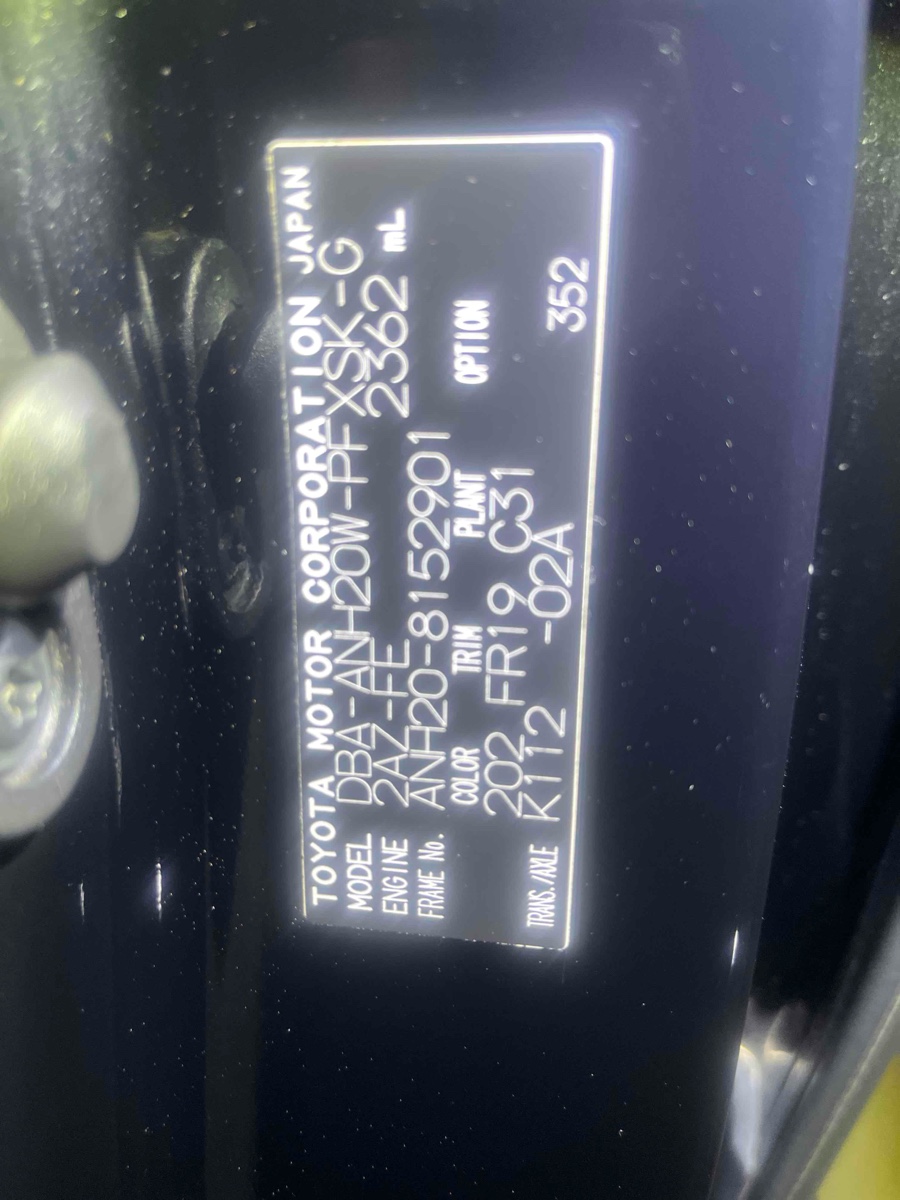 TOYOTA MOTOR CORPORATION JAPAN
MODEL DBA-ANH20W-PFXSK-G
ENGINE 2AZ-FE 2362 mL
FRAME No. ANH20-8152901
COLOR TRIM PLANT OPTION
202 FR19 C31
TRANS./AXLE K112 -02A 352